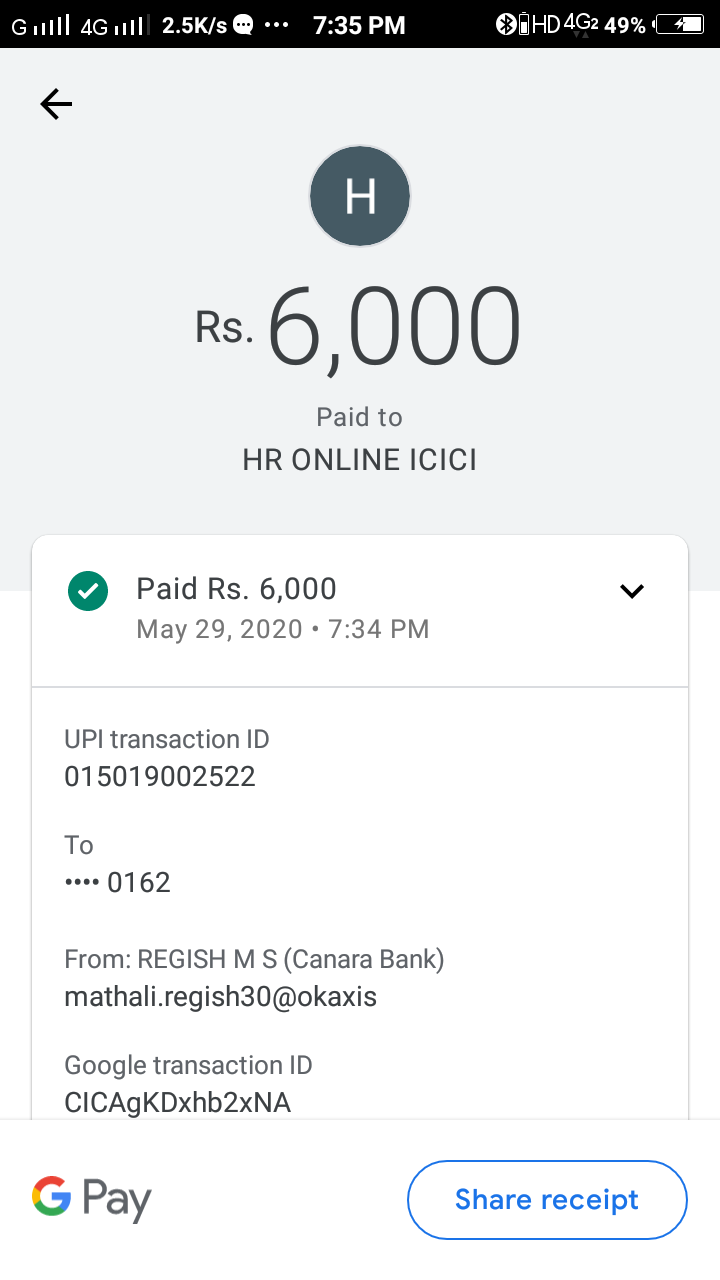 G 4G 2.5K/s ... 7:35 PM HD 4G2 49%
H
Rs. 6,000
Paid to
HR ONLINE ICICI
Paid Rs. 6,000
May 29, 2020 • 7:34 PM
UPI transaction ID
015019002522
To
•••• 0162
From: REGISH M S (Canara Bank)
mathali.regish30@okaxis
Google transaction ID
CICAgKDxhb2xNA
G Pay
Share receipt